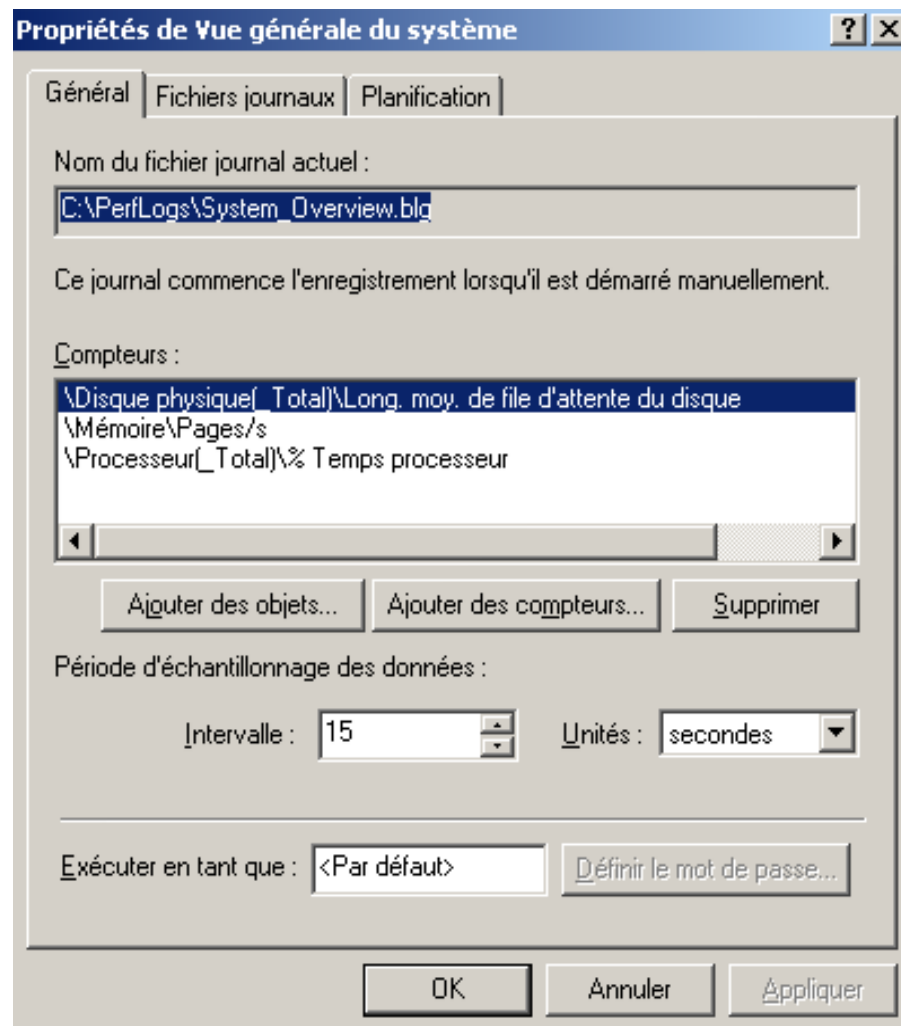 Propriétés de Vue générale du système
Général Fichiers journaux Planification
Nom du fichier journal actuel :
C:\PerfLogs\System_Overview.blg
Ce journal commence l'enregistrement lorsqu'il est démarré manuellement.
Compteurs :
\Disque physique(_Total)\Long. moy. de file d'attente du disque
\Mémoire\Pages/s
\Processeur(_Total)\% Temps processeur
Ajouter des objets... Ajouter des compteurs... Supprimer
Période d'échantillonnage des données :
Intervalle : 15 Unités : secondes
Exécuter en tant que : <Par défaut> Définir le mot de passe...
OK Annuler Appliquer